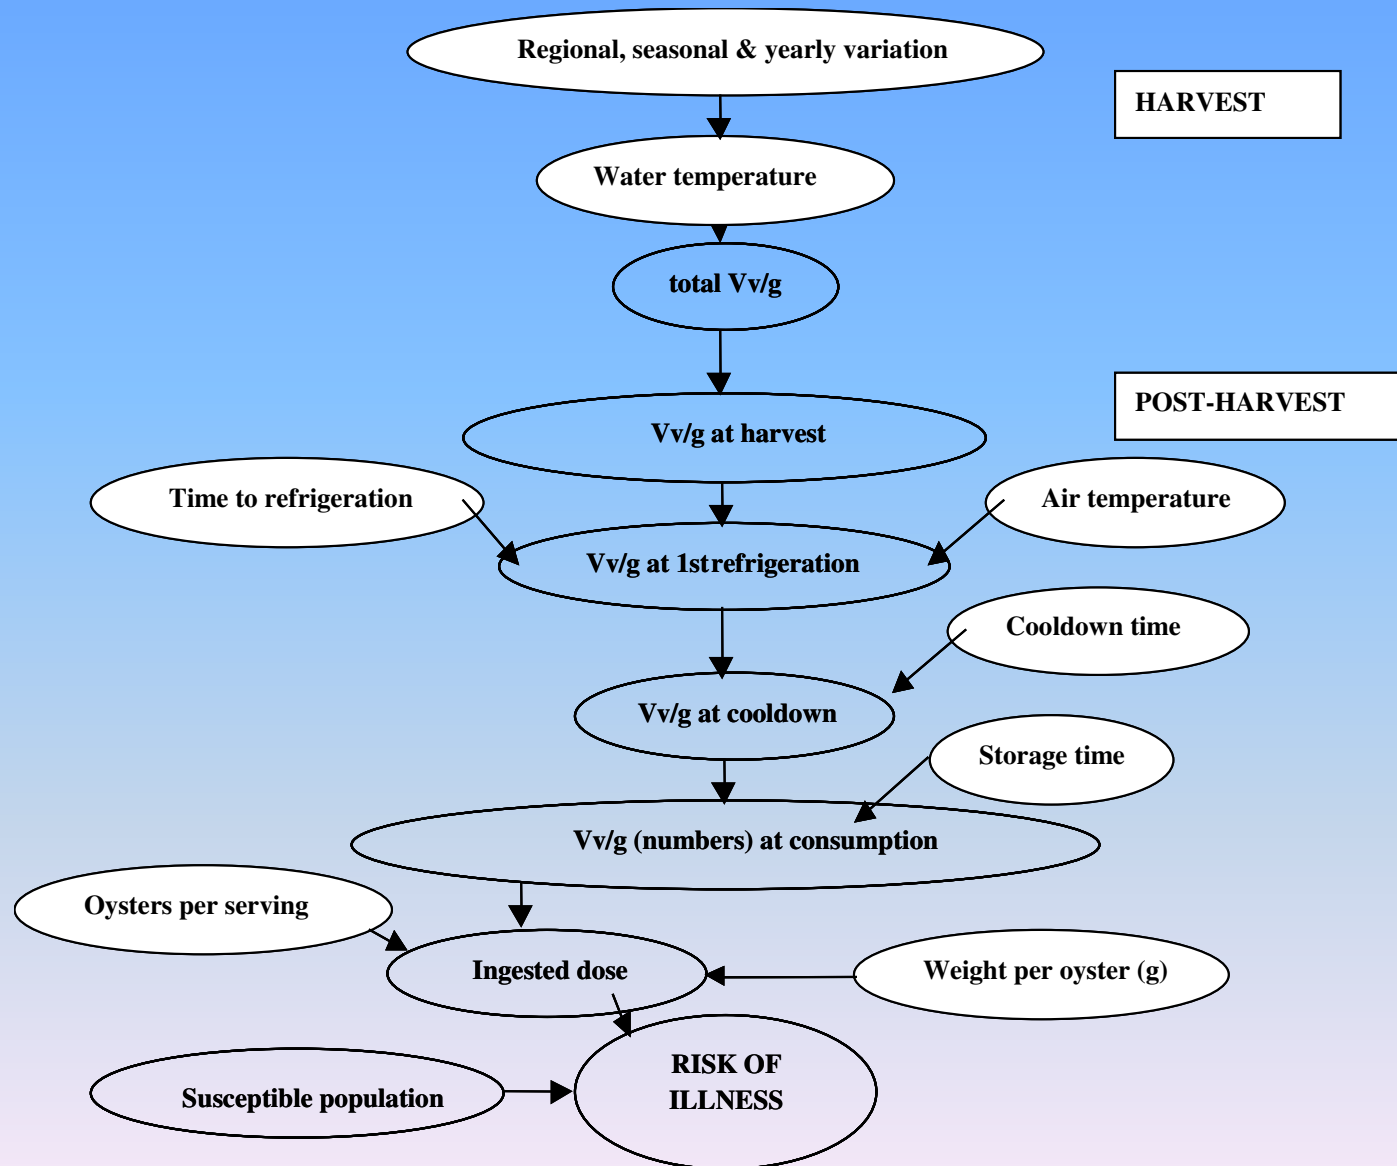 Regional, seasonal & yearly variation
HARVEST
Water temperature
total Vv/g
POST-HARVEST
Vv/g at harvest
Time to refrigeration
Air temperature
Vv/g at 1st refrigeration
Cooldown time
Vv/g at cooldown
Storage time
Vv/g (numbers) at consumption
Oysters per serving
Ingested dose
Weight per oyster (g)
RISK OF
ILLNESS
Susceptible population